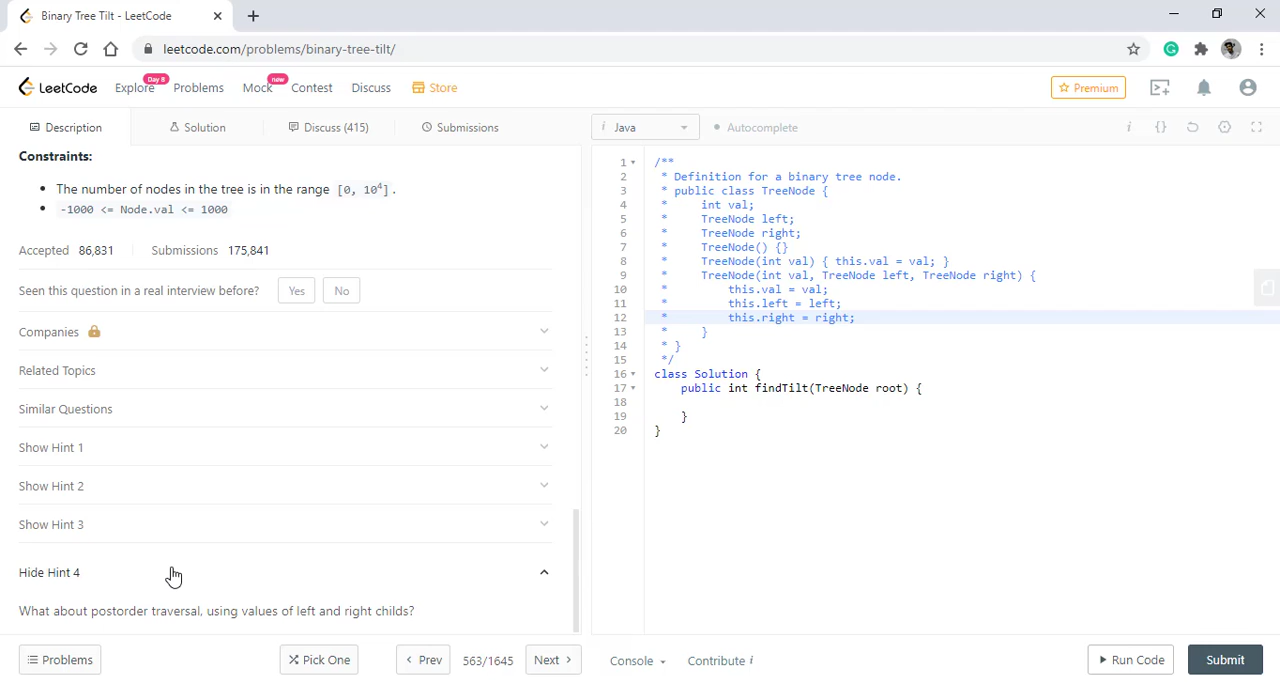 Binary Tree Tilt - LeetCode
leetcode.com/problems/binary-tree-tilt/
LeetCode Explore Day 8 Problems Mock new Contest Discuss Store Premium
Description Solution Discuss (415) Submissions
i Java Autocomplete i {}
Constraints:
The number of nodes in the tree is in the range [0, 10⁴].
-1000 <= Node.val <= 1000
Accepted 86,831 Submissions 175,841
Seen this question in a real interview before? Yes No
Companies
Related Topics
Similar Questions
Show Hint 1
Show Hint 2
Show Hint 3
Hide Hint 4
What about postorder traversal, using values of left and right childs?
1 /**
2 * Definition for a binary tree node.
3 * public class TreeNode {
4 * int val;
5 * TreeNode left;
6 * TreeNode right;
7 * TreeNode() {}
8 * TreeNode(int val) { this.val = val; }
9 * TreeNode(int val, TreeNode left, TreeNode right) {
10 * this.val = val;
11 * this.left = left;
12 * this.right = right;
13 * }
14 * }
15 */
16 class Solution {
17 public int findTilt(TreeNode root) {
18
19 }
20 }
Problems Pick One < Prev 563/1645 Next > Console Contribute i Run Code Submit